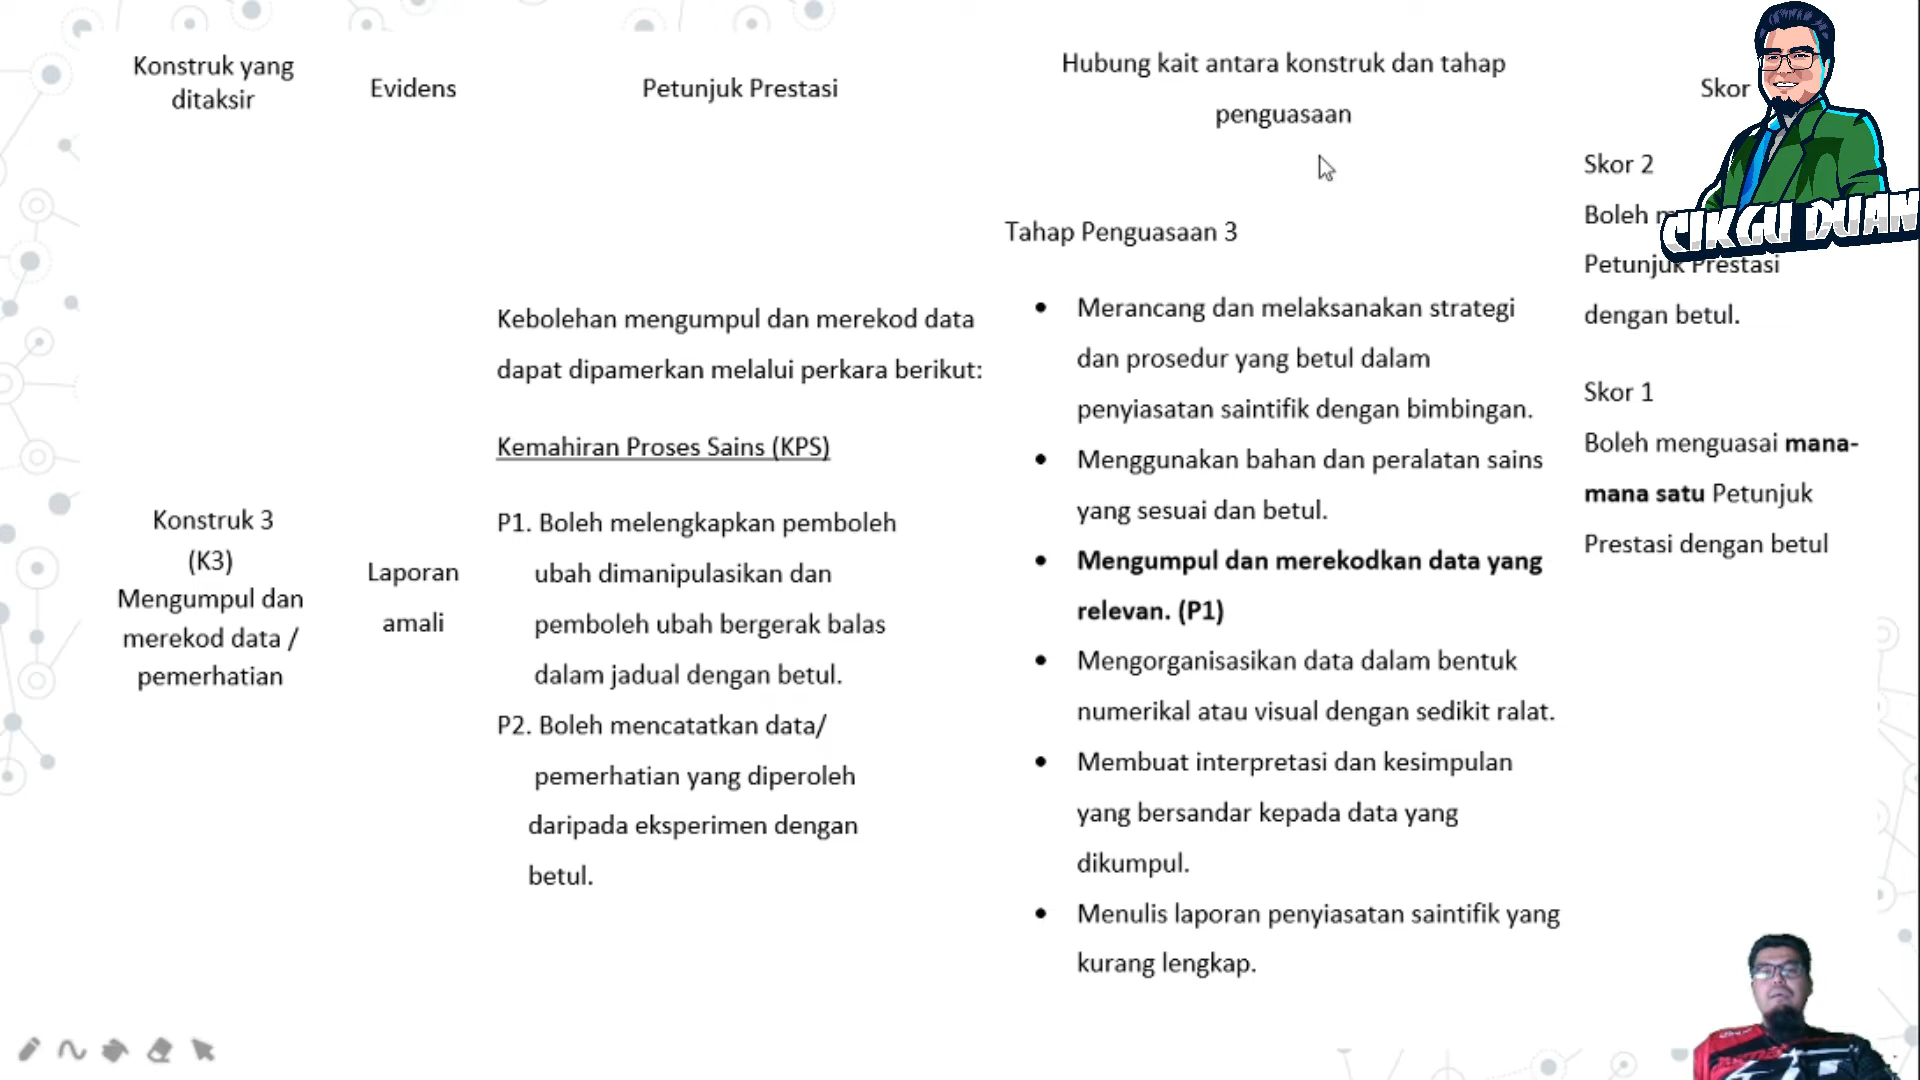 Konstruk yang
ditaksir
Evidens
Petunjuk Prestasi
Hubung kait antara konstruk dan tahap
penguasaan
Skor
Konstruk 3
(K3)
Mengumpul dan
merekod data /
pemerhatian
Laporan
amali
Kebolehan mengumpul dan merekod data
dapat dipamerkan melalui perkara berikut:
Kemahiran Proses Sains (KPS)
P1. Boleh melengkapkan pemboleh
ubah dimanipulasikan dan
pemboleh ubah bergerak balas
dalam jadual dengan betul.
P2. Boleh mencatatkan data/
pemerhatian yang diperoleh
daripada eksperimen dengan
betul.
Tahap Penguasaan 3
• Merancang dan melaksanakan strategi
dan prosedur yang betul dalam
penyiasatan saintifik dengan bimbingan.
• Menggunakan bahan dan peralatan sains
yang sesuai dan betul.
• Mengumpul dan merekodkan data yang
relevan. (P1)
• Mengorganisasikan data dalam bentuk
numerikal atau visual dengan sedikit ralat.
• Membuat interpretasi dan kesimpulan
yang bersandar kepada data yang
dikumpul.
• Menulis laporan penyiasatan saintifik yang
kurang lengkap.
Skor 2
Boleh
Petunjuk Prestasi
dengan betul.
Skor 1
Boleh menguasai mana-
mana satu Petunjuk
Prestasi dengan betul
CIKGU DUAN